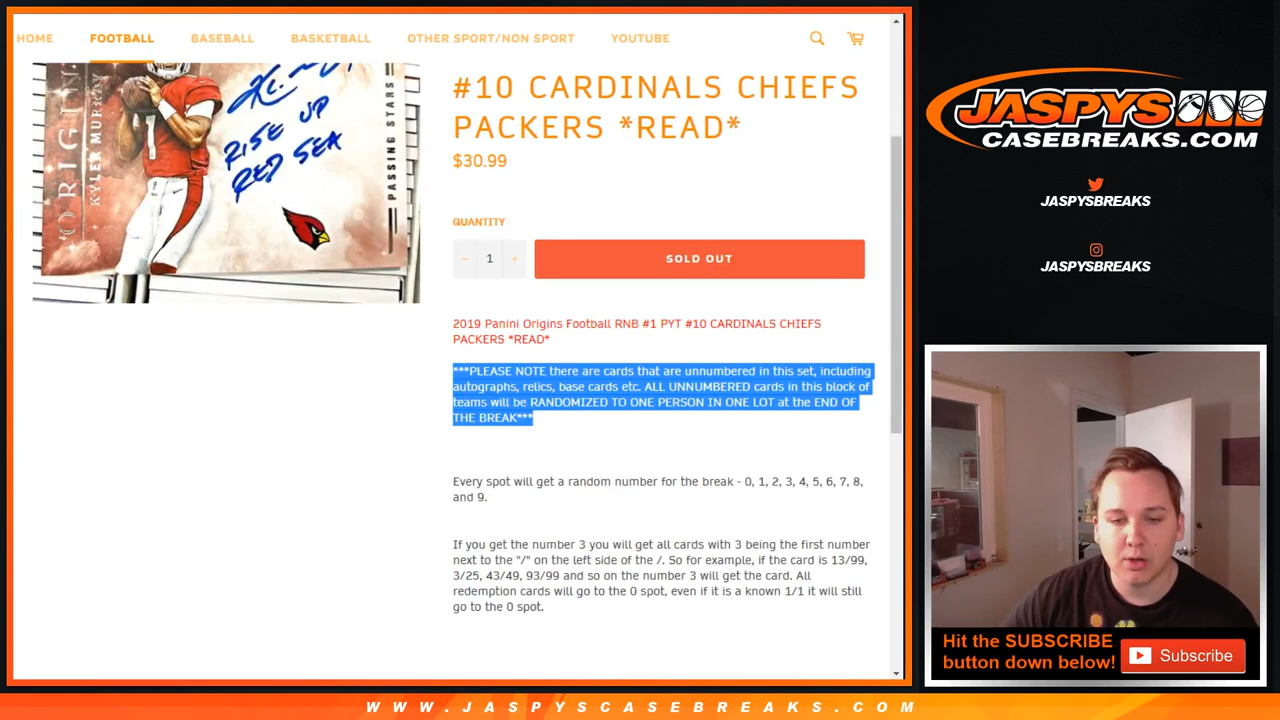 HOME
FOOTBALL
BASEBALL
BASKETBALL
OTHER SPORT/NON SPORT
YOUTUBE
ORIGIN
KYLER MURRAY
1
RISE UP
RED SEA
PASSING STARS
#10 CARDINALS CHIEFS
PACKERS *READ*
$30.99
QUANTITY
− 1 +
SOLD OUT
2019 Panini Origins Football RNB #1 PYT #10 CARDINALS CHIEFS
PACKERS *READ*
***PLEASE NOTE there are cards that are unnumbered in this set, including
autographs, relics, base cards etc. ALL UNNUMBERED cards in this block of
teams will be RANDOMIZED TO ONE PERSON IN ONE LOT at the END OF
THE BREAK***
Every spot will get a random number for the break - 0, 1, 2, 3, 4, 5, 6, 7, 8,
and 9.
If you get the number 3 you will get all cards with 3 being the first number
next to the "/" on the left side of the /. So for example, if the card is 13/99,
3/25, 43/49, 93/99 and so on the number 3 will get the card. All
redemption cards will go to the 0 spot, even if it is a known 1/1 it will still
go to the 0 spot.
JASPYS
CASEBREAKS.COM
JASPYSBREAKS
JASPYSBREAKS
Hit the SUBSCRIBE
button down below!
Subscribe
WWW.JASPYSCASEBREAKS.COM